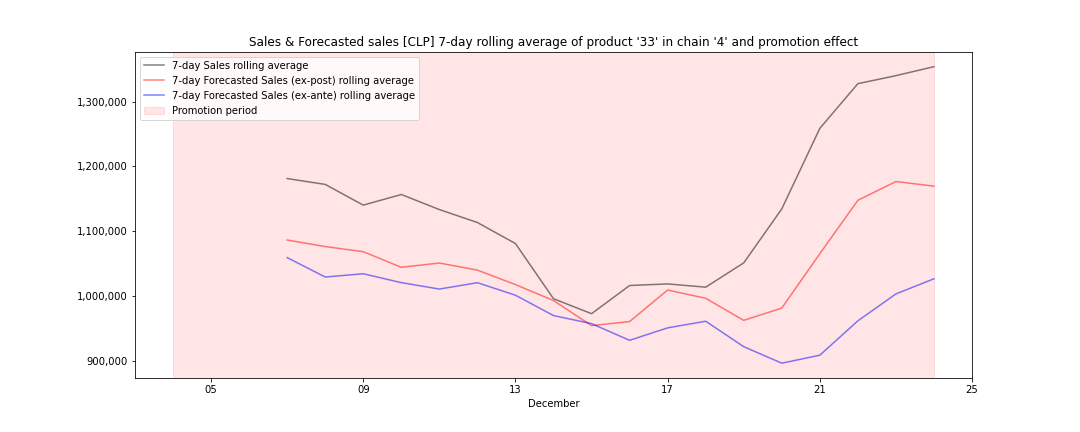 Sales & Forecasted sales [CLP] 7-day rolling average of product '33' in chain '4' and promotion effect
7-day Sales rolling average
7-day Forecasted Sales (ex-post) rolling average
7-day Forecasted Sales (ex-ante) rolling average
Promotion period
1,300,000
1,200,000
1,100,000
1,000,000
900,000
05 09 13 17 21 25
December